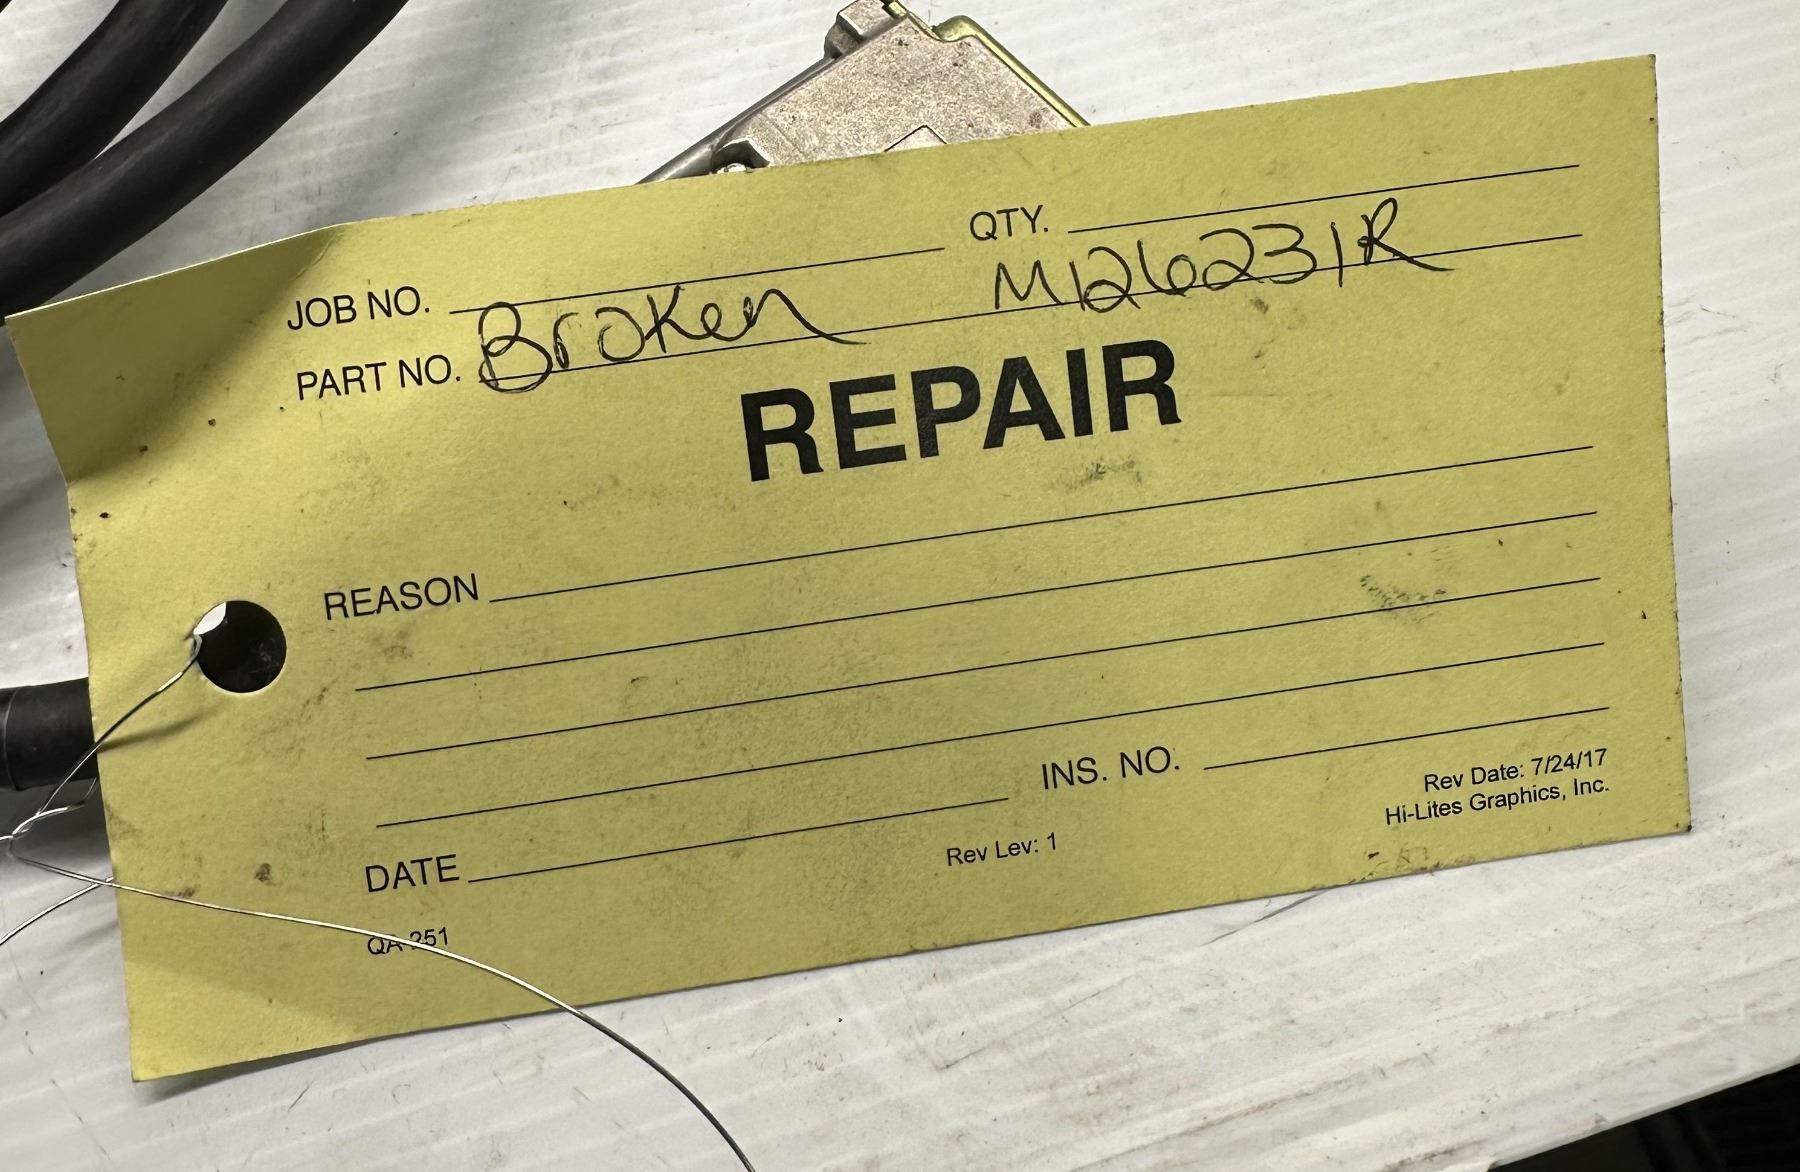 JOB NO. QTY.
PART NO. Broken M126231R
REPAIR
REASON
INS. NO.
DATE
Rev Lev: 1
Rev Date: 7/24/17
Hi-Lites Graphics, Inc.
QA 251